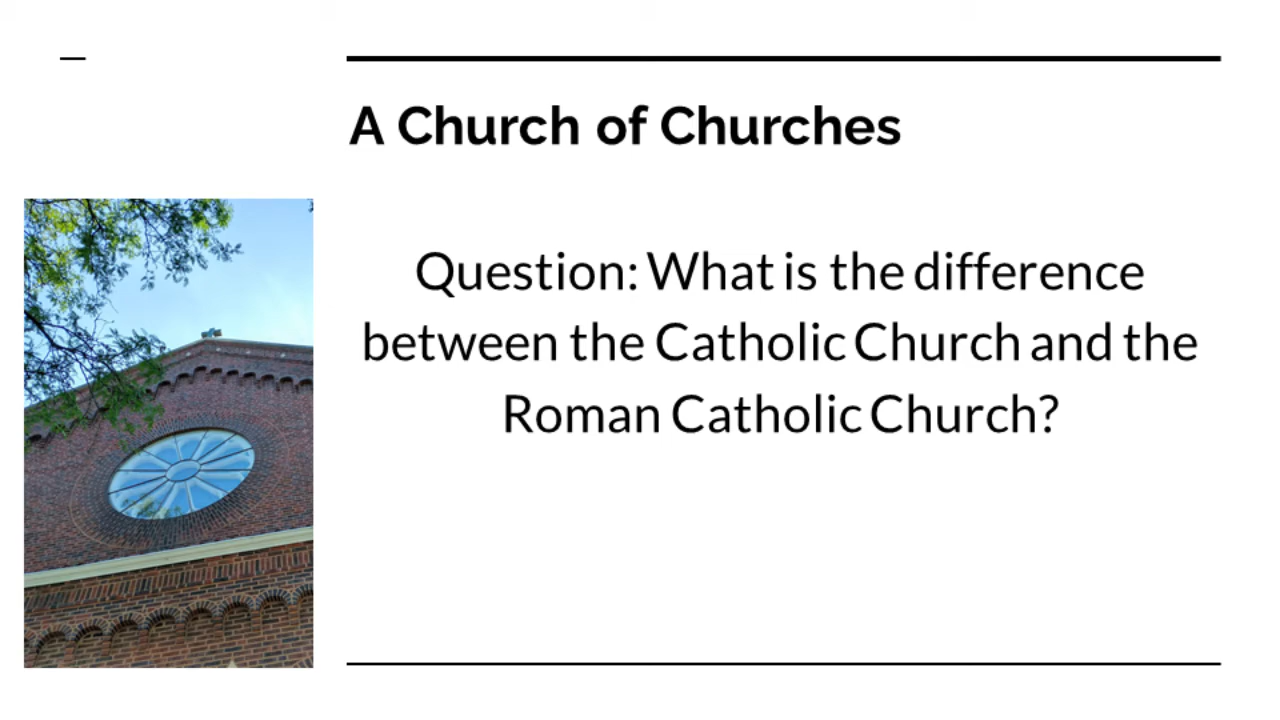 A Church of Churches
Question: What is the difference
between the Catholic Church and the
Roman Catholic Church?